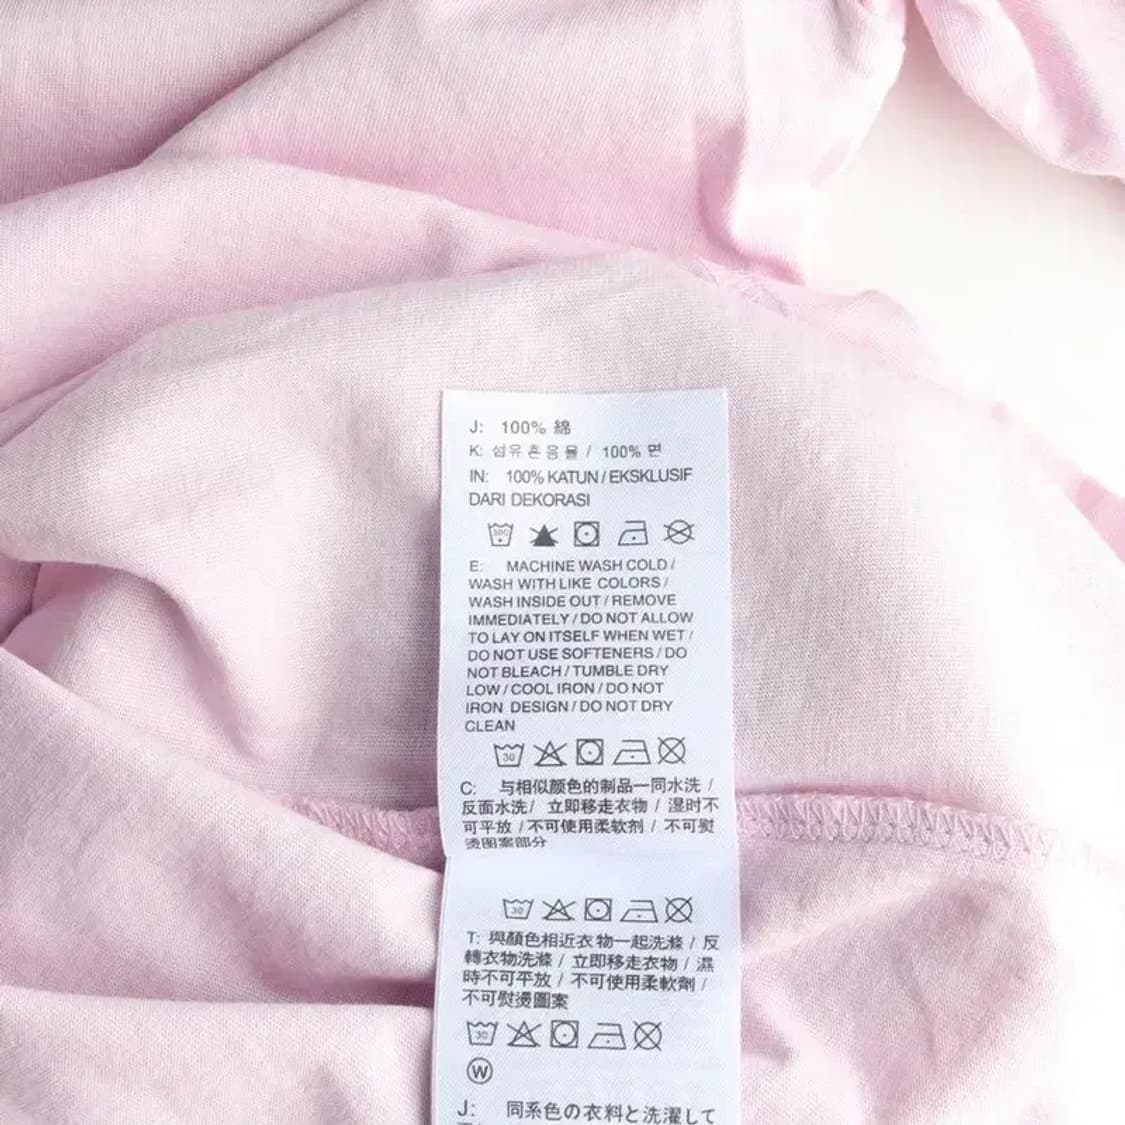 J: 100% 綿
K: 섬유혼용율 / 100% 면
IN: 100% KATUN / EKSKLUSIF
DARI DEKORASI
E: MACHINE WASH COLD /
WASH WITH LIKE COLORS /
WASH INSIDE OUT / REMOVE
IMMEDIATELY / DO NOT ALLOW
TO LAY ON ITSELF WHEN WET /
DO NOT USE SOFTENERS / DO
NOT BLEACH / TUMBLE DRY
LOW / COOL IRON / DO NOT
IRON DESIGN / DO NOT DRY
CLEAN
30
C: 与相似颜色的制品一同水洗 /
反面水洗 / 立即移走衣物 / 湿时不
可平放 / 不可使用柔软剂 / 不可熨
烫图案部分
30
T: 與顏色相近衣物一起洗滌 / 反
轉衣物洗滌 / 立即移走衣物 / 濕
時不可平放 / 不可使用柔軟劑 /
不可熨燙圖案
30
W
J: 同系色の衣料と洗濯して